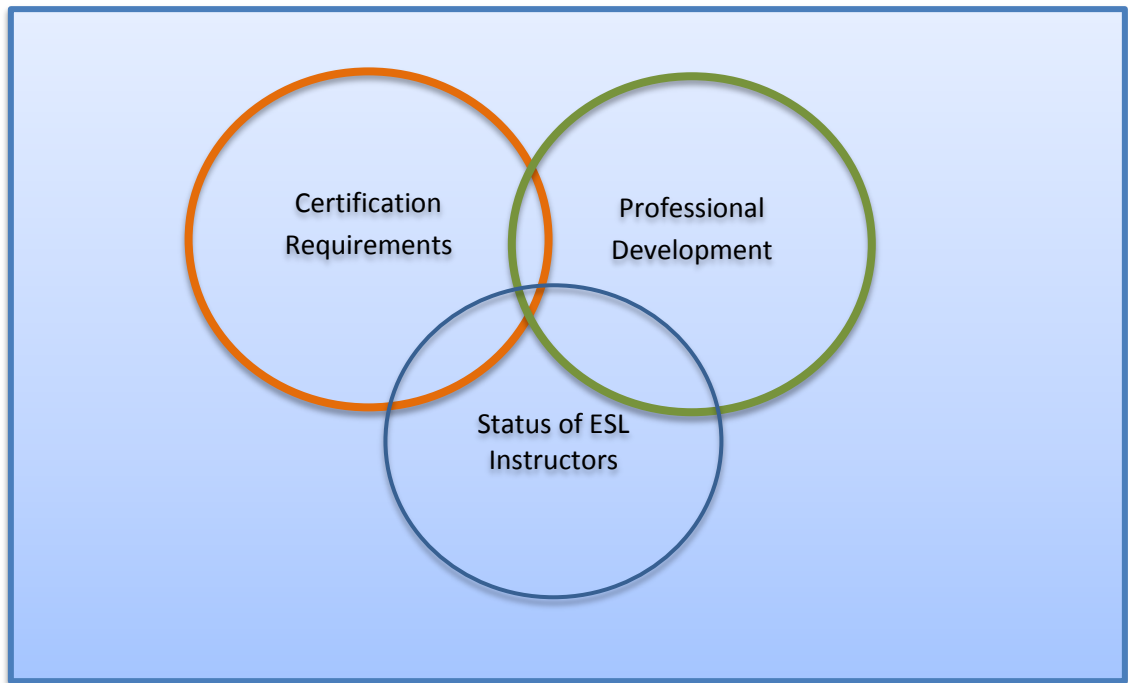 Certification
Requirements
Professional
Development
Status of ESL
Instructors